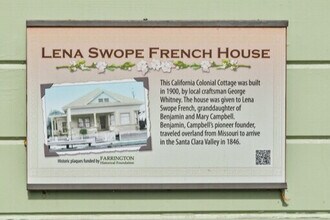 LENA SWOPE FRENCH HOUSE
This California Colonial Cottage was built
in 1900, by local craftsman George
Whitney. The house was given to Lena
Swope French, granddaughter of
Benjamin and Mary Campbell.
Benjamin, Campbell's pioneer founder,
traveled overland from Missouri to arrive
in the Santa Clara Valley in 1846.
Historic plaques funded by FARRINGTON
Historical Foundation